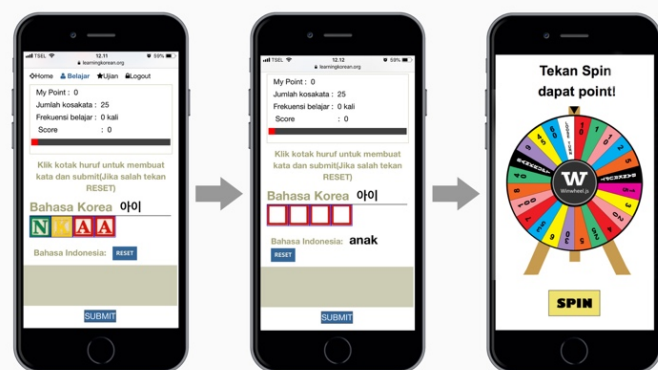 TSEL 12.11 59%
learningkorean.org
Home Belajar Ujian Logout
My Point : 0
Jumlah kosakata : 25
Frekuensi belajar : 0 kali
Score : 0
Klik kotak huruf untuk membuat
kata dan submit(Jika salah tekan
RESET)
Bahasa Korea 아이
N K A A
Bahasa Indonesia: RESET
SUBMIT
TSEL 12.12 59%
learningkorean.org
My Point : 0
Jumlah kosakata : 25
Frekuensi belajar : 0 kali
Score : 0
Klik kotak huruf untuk membuat
kata dan submit(Jika salah tekan
RESET)
Bahasa Korea 아이
Bahasa Indonesia: anak
RESET
SUBMIT
Tekan Spin
dapat point!
W
Winwheel.js
SPIN